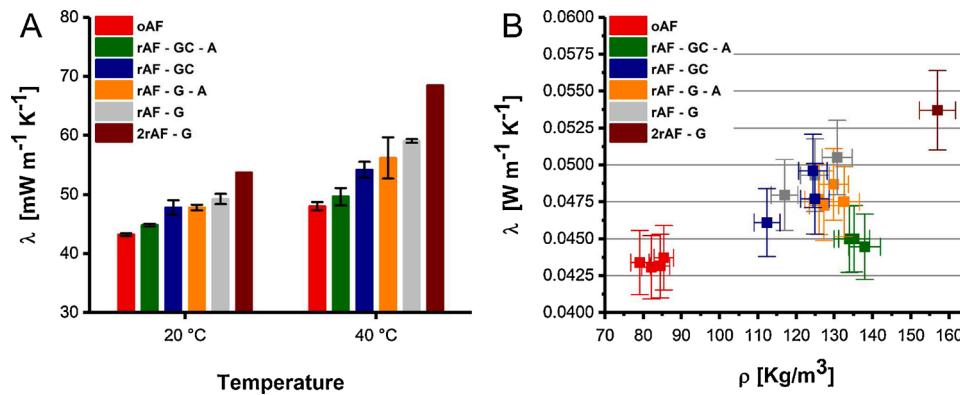 A
λ [mW m⁻¹ K⁻¹]
80
70
60
50
40
30
oAF
rAF - GC - A
rAF - GC
rAF - G - A
rAF - G
2rAF - G
20 °C
40 °C
Temperature
B
λ [W m⁻¹ K⁻¹]
0.0600
0.0575
0.0550
0.0525
0.0500
0.0475
0.0450
0.0425
0.0400
oAF
rAF - GC - A
rAF - GC
rAF - G - A
rAF - G
2rAF - G
70 80 90 100 110 120 130 140 150 160
ρ [Kg/m³]